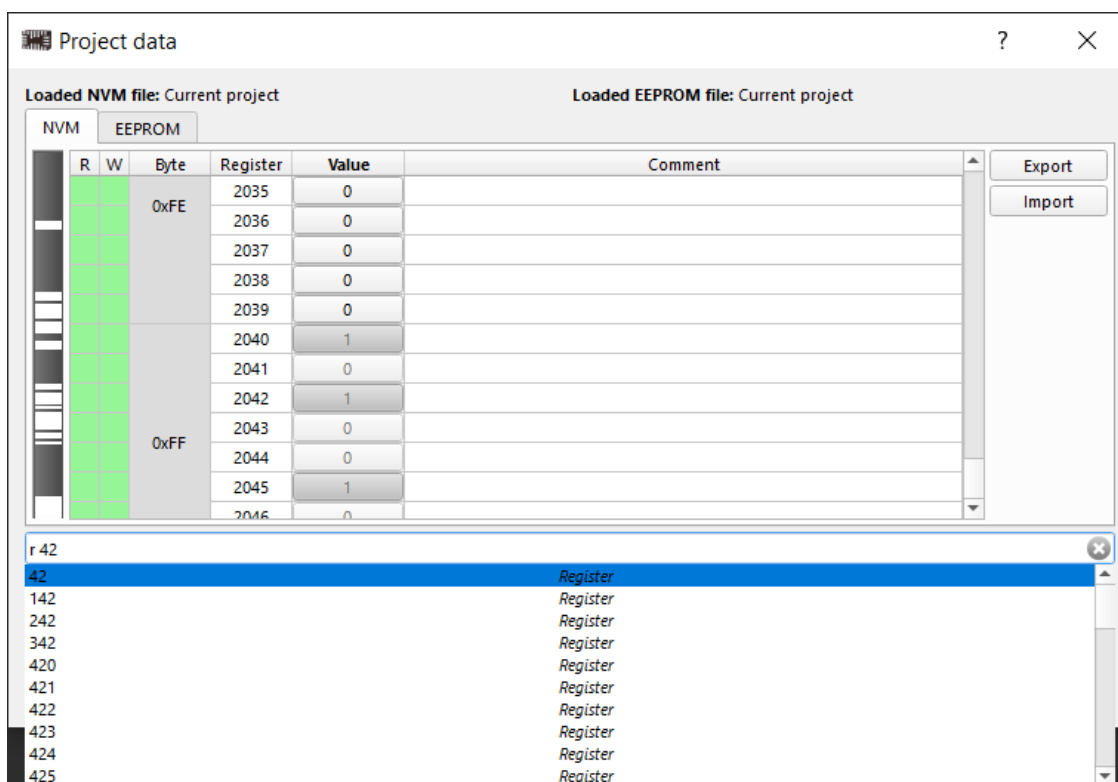 Project data ?
Loaded NVM file: Current project Loaded EEPROM file: Current project
NVM EEPROM
R W Byte Register Value Comment Export
Import
2035 0
0xFE
2036 0
2037 0
2038 0
2039 0
2040 1
2041 0
2042 1
2043 0
0xFF
2044 0
2045 1
2046 0
r 42
42 Register
142 Register
242 Register
342 Register
420 Register
421 Register
422 Register
423 Register
424 Register
425 Register